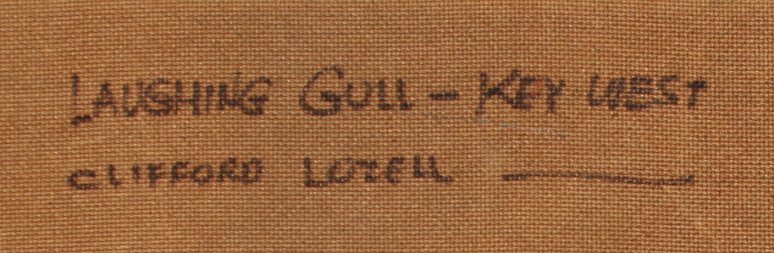 LAUGHING GULL — KEY WEST
CLIFFORD LOZELL ————